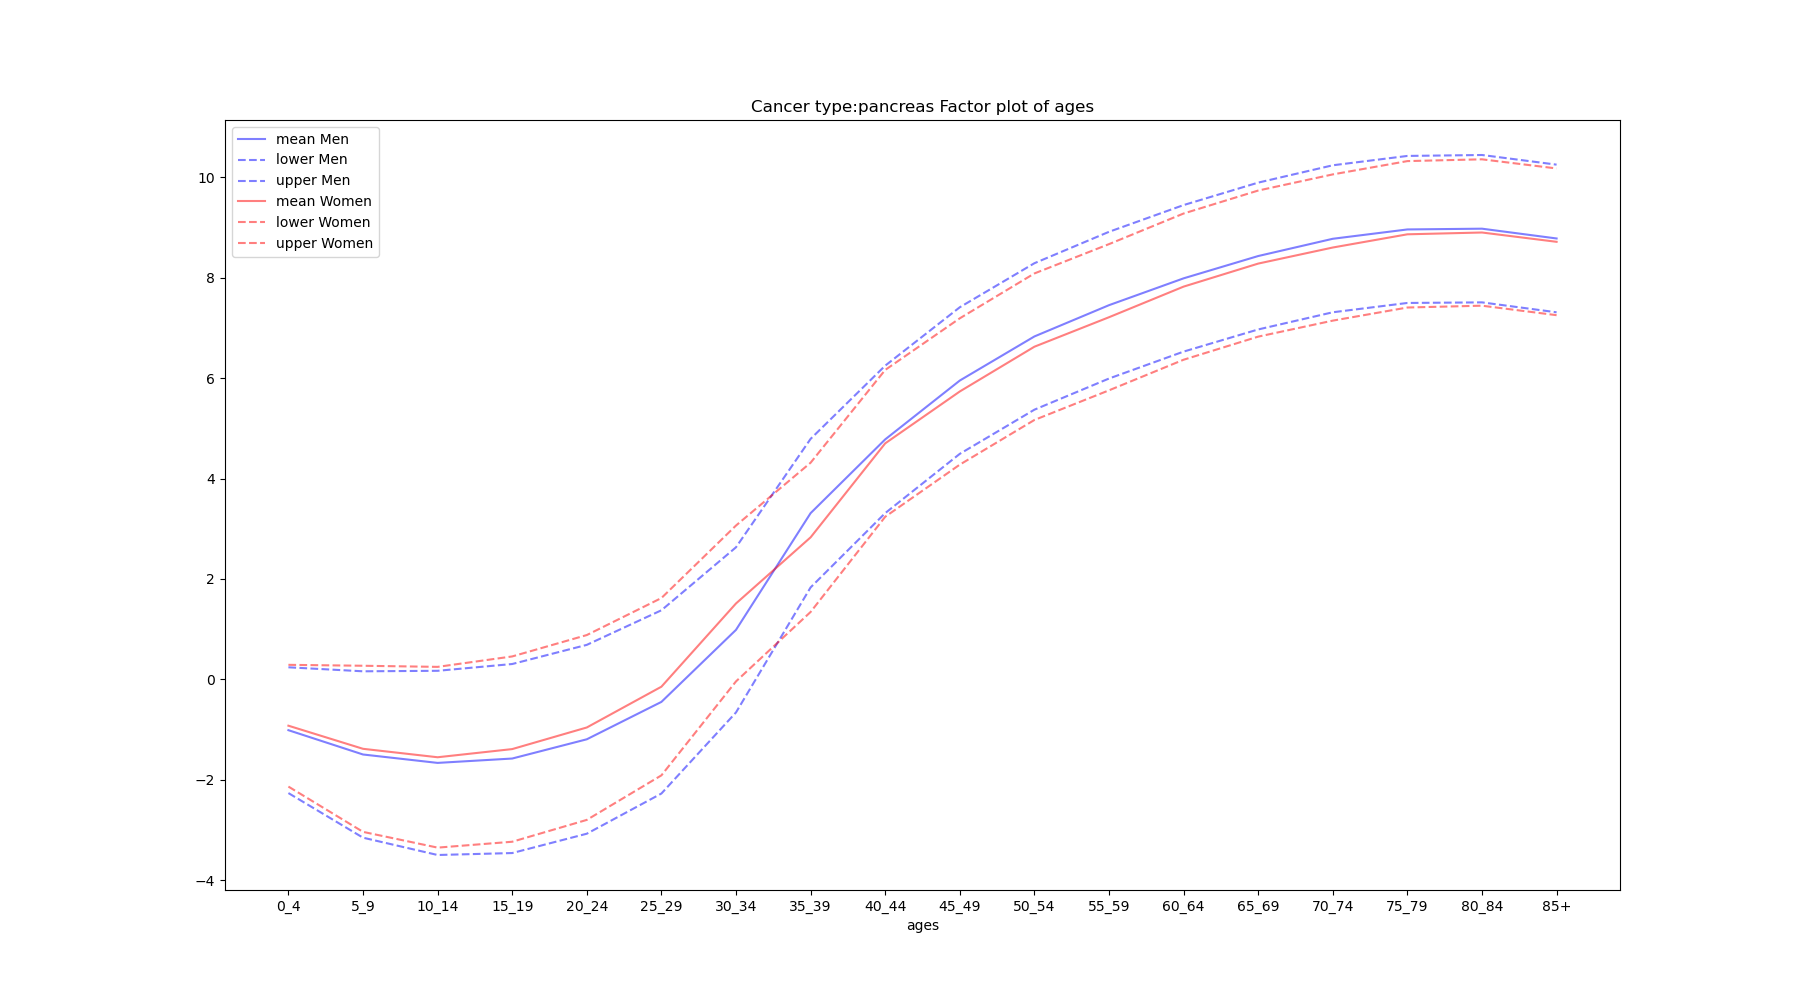 Cancer type:pancreas Factor plot of ages
mean Men
lower Men
upper Men
mean Women
lower Women
upper Women
10
8
6
4
2
0
−2
−4
0_4 5_9 10_14 15_19 20_24 25_29 30_34 35_39 40_44 45_49 50_54 55_59 60_64 65_69 70_74 75_79 80_84 85+
ages